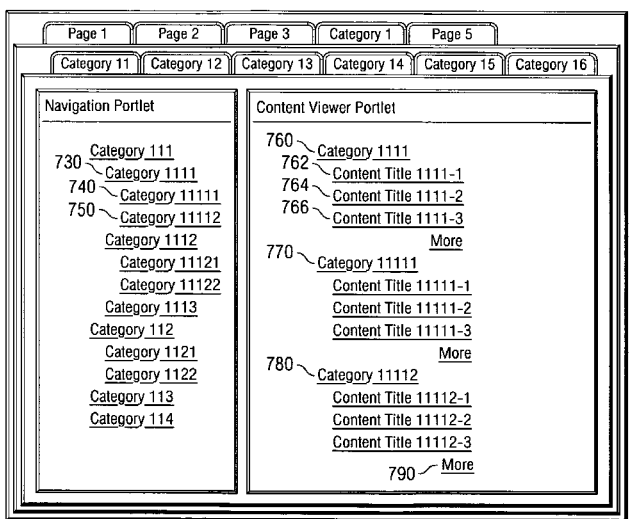 Page 1 Page 2 Page 3 Category 1 Page 5
Category 11 Category 12 Category 13 Category 14 Category 15 Category 16
Navigation Portlet
Category 111
730 Category 1111
740 Category 11111
750 Category 11112
Category 1112
Category 11121
Category 11122
Category 1113
Category 112
Category 1121
Category 1122
Category 113
Category 114
Content Viewer Portlet
760 Category 1111
762 Content Title 1111-1
764 Content Title 1111-2
766 Content Title 1111-3
More
770 Category 11111
Content Title 11111-1
Content Title 11111-2
Content Title 11111-3
More
780 Category 11112
Content Title 11112-1
Content Title 11112-2
Content Title 11112-3
790 More